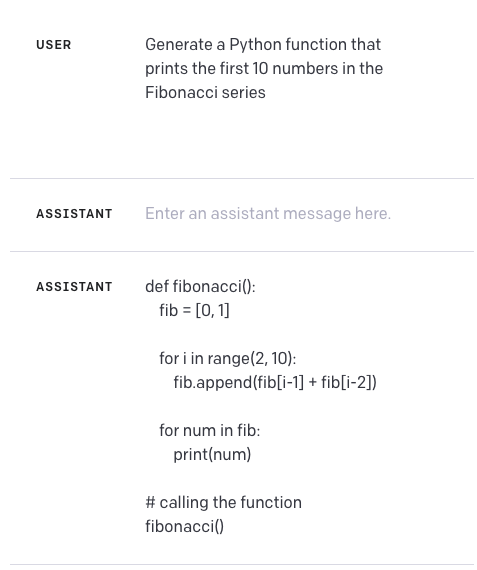 USER
Generate a Python function that
prints the first 10 numbers in the
Fibonacci series
ASSISTANT
Enter an assistant message here.
ASSISTANT
def fibonacci():
    fib = [0, 1]
    for i in range(2, 10):
        fib.append(fib[i-1] + fib[i-2])
    for num in fib:
        print(num)
# calling the function
fibonacci()